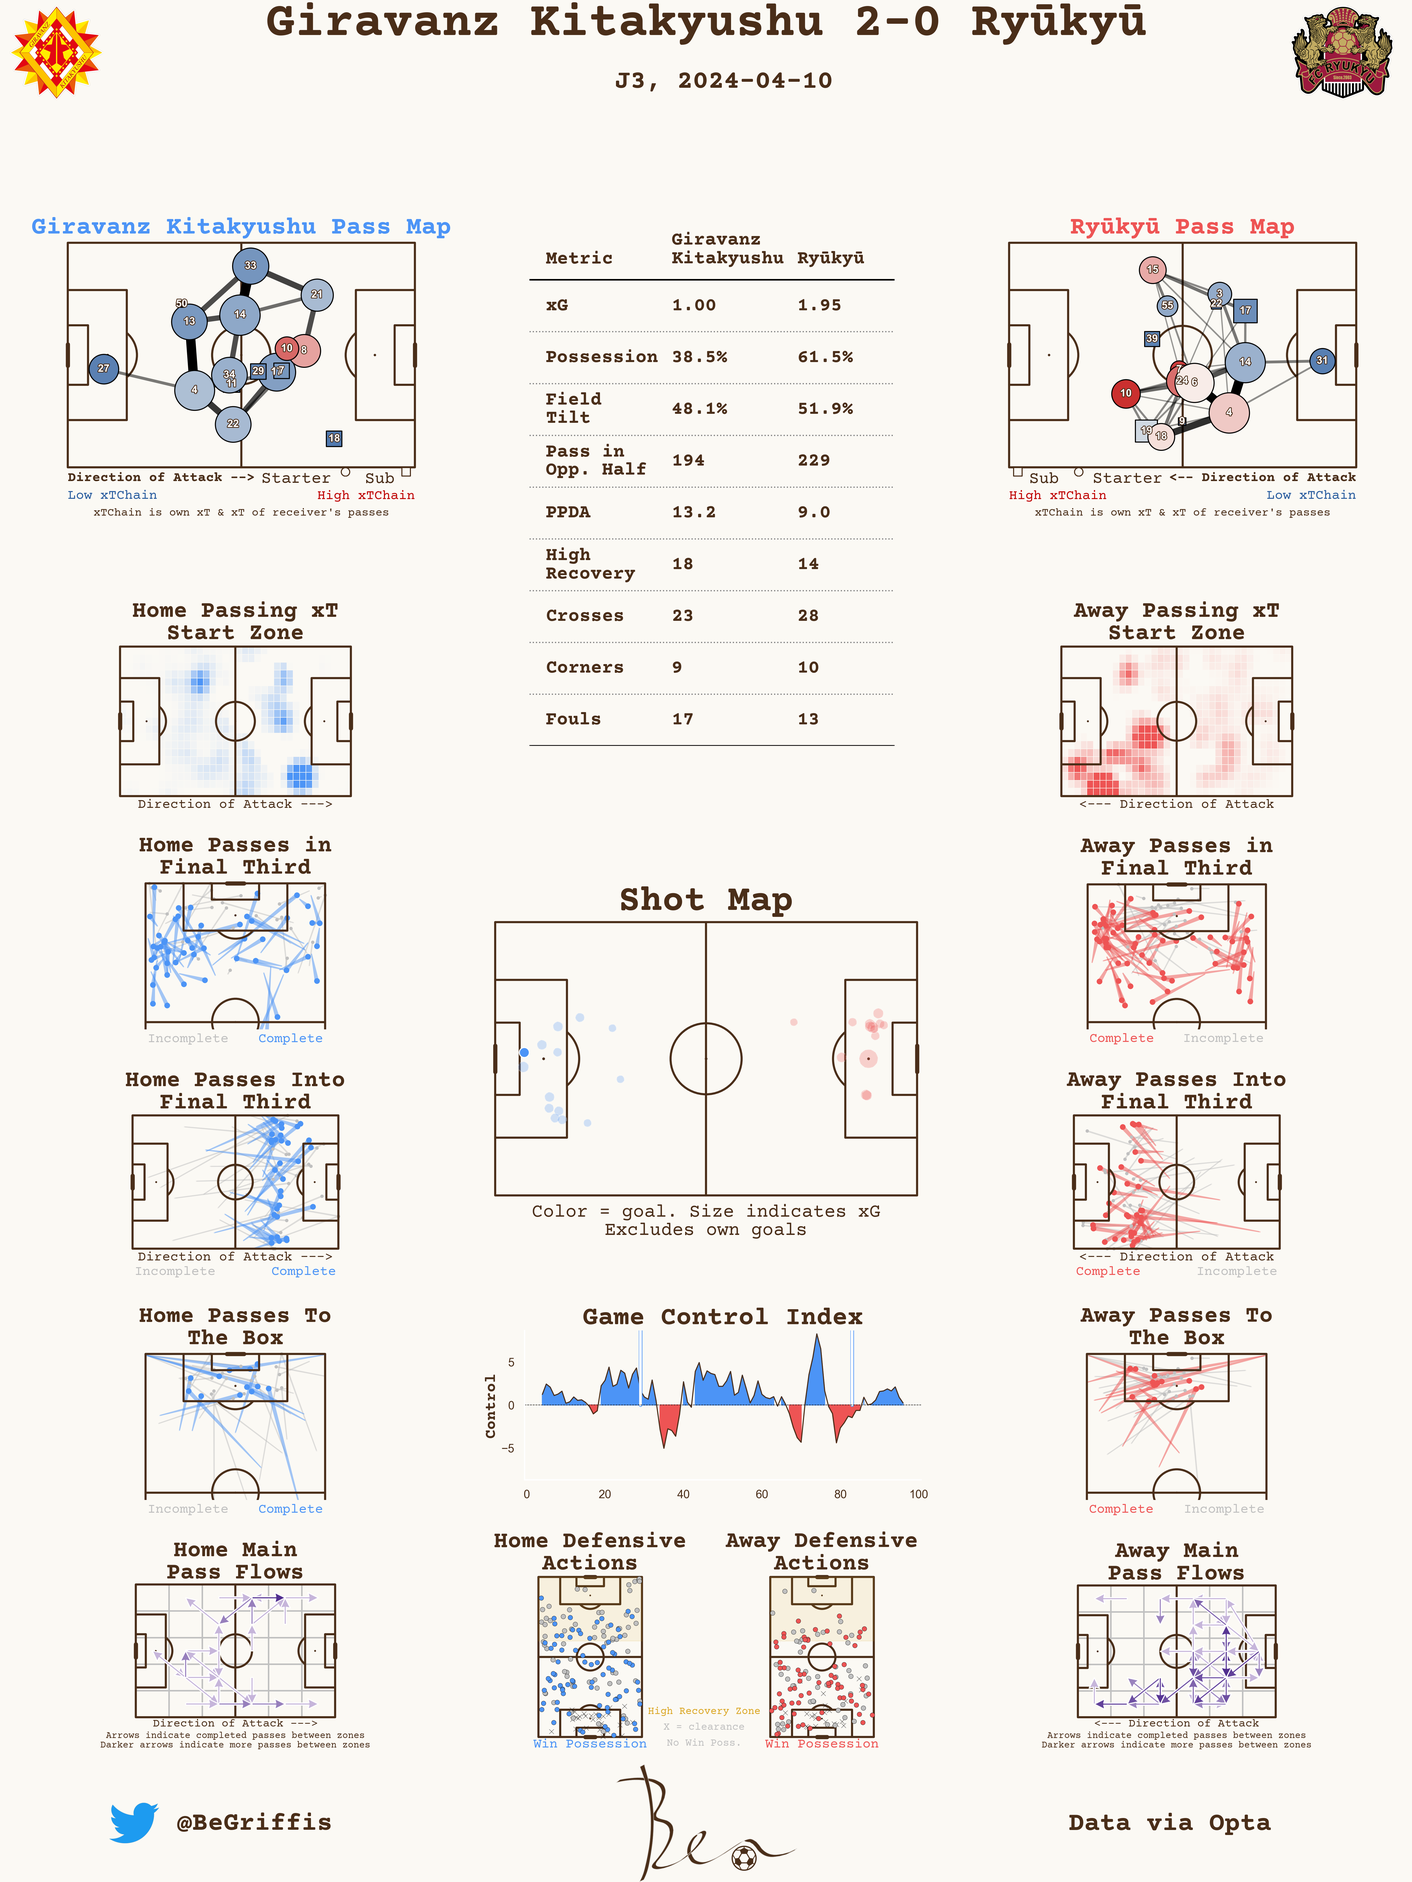 Giravanz Kitakyushu 2-0 Ryūkyū
J3, 2024-04-10
GIRAVANZ
KITAKYUSHU
FC RYUKYU
Since 2003
Giravanz Kitakyushu Pass Map
33
21
50
13
14
10
8
27
34
29
17
7
11
4
22
18
Direction of Attack --> Starter Sub
Low xTChain High xTChain
xTChain is own xT & xT of receiver's passes
Metric Giravanz Kitakyushu Ryūkyū
xG 1.00 1.95
Possession 38.5% 61.5%
Field Tilt 48.1% 51.9%
Pass in Opp. Half 194 229
PPDA 13.2 9.0
High Recovery 18 14
Crosses 23 28
Corners 9 10
Fouls 17 13
Ryūkyū Pass Map
15
3
55
22
17
39
14
31
7
24
6
10
4
9
19
18
Sub Starter <-- Direction of Attack
High xTChain Low xTChain
xTChain is own xT & xT of receiver's passes
Home Passing xT
Start Zone
Direction of Attack --->
Away Passing xT
Start Zone
<--- Direction of Attack
Home Passes in
Final Third
Incomplete Complete
Away Passes in
Final Third
Complete Incomplete
Shot Map
Color = goal. Size indicates xG
Excludes own goals
Home Passes Into
Final Third
Direction of Attack --->
Incomplete Complete
Away Passes Into
Final Third
<--- Direction of Attack
Complete Incomplete
Home Passes To
The Box
Incomplete Complete
Game Control Index
Control
5
0
−5
0 20 40 60 80 100
Away Passes To
The Box
Complete Incomplete
Home Main
Pass Flows
Direction of Attack --->
Arrows indicate completed passes between zones
Darker arrows indicate more passes between zones
Home Defensive
Actions
Win Possession
Away Defensive
Actions
Win Possession
High Recovery Zone
X = clearance
No Win Poss.
Away Main
Pass Flows
<--- Direction of Attack
Arrows indicate completed passes between zones
Darker arrows indicate more passes between zones
@BeGriffis
Ben
Data via Opta